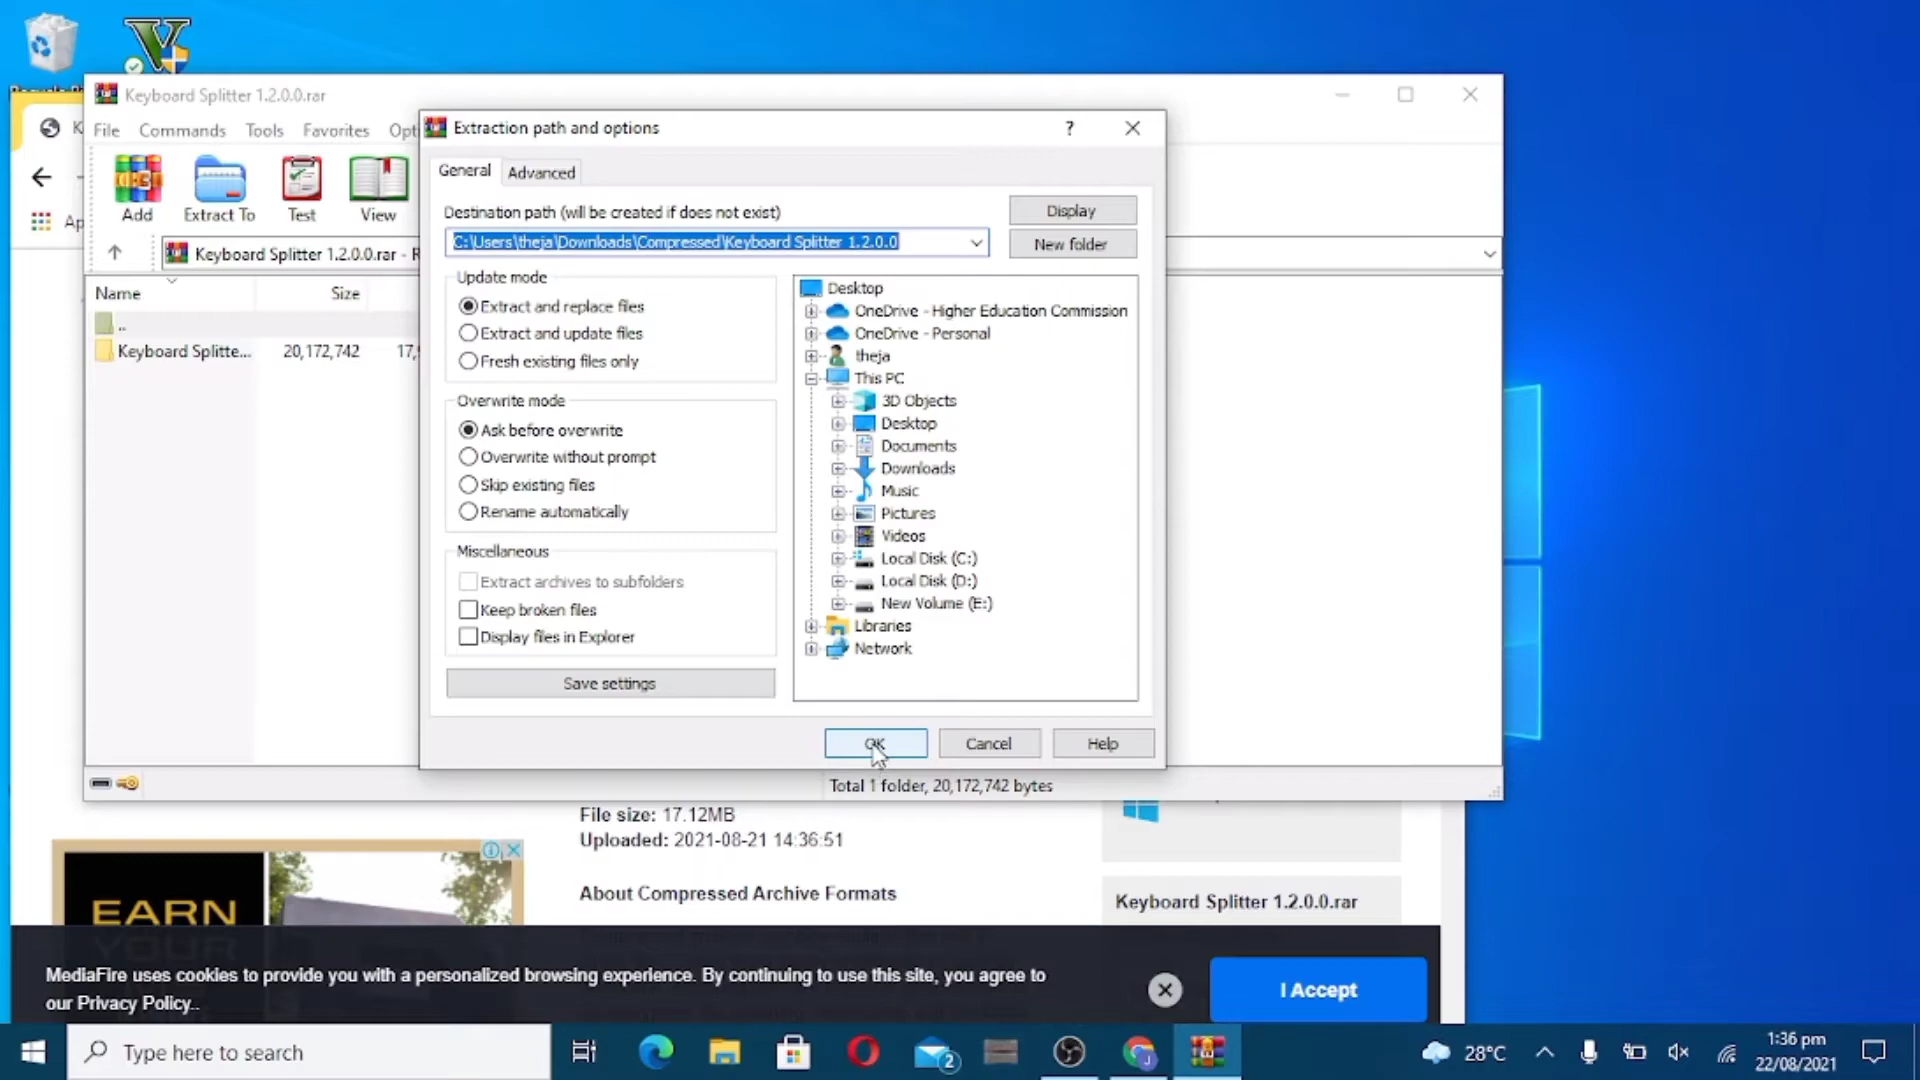 Keyboard Splitter 1.2.0.0.rar
File Commands Tools Favorites Opt
Add Extract To Test View
Keyboard Splitter 1.2.0.0.rar - R
Name Size
..
Keyboard Splitte... 20,172,742 17,9
Extraction path and options
General Advanced
Destination path (will be created if does not exist)
C:\Users\theja\Downloads\Compressed\Keyboard Splitter 1.2.0.0
Display
New folder
Update mode
Extract and replace files
Extract and update files
Fresh existing files only
Overwrite mode
Ask before overwrite
Overwrite without prompt
Skip existing files
Rename automatically
Miscellaneous
Extract archives to subfolders
Keep broken files
Display files in Explorer
Save settings
Desktop
OneDrive - Higher Education Commission
OneDrive - Personal
theja
This PC
3D Objects
Desktop
Documents
Downloads
Music
Pictures
Videos
Local Disk (C:)
Local Disk (D:)
New Volume (E:)
Libraries
Network
OK Cancel Help
Total 1 folder, 20,172,742 bytes
File size: 17.12MB
Uploaded: 2021-08-21 14:36:51
About Compressed Archive Formats
Keyboard Splitter 1.2.0.0.rar
EARN
YOUR
MediaFire uses cookies to provide you with a personalized browsing experience. By continuing to use this site, you agree to
our Privacy Policy..
I Accept
Type here to search
2
28°C
1:36 pm
22/08/2021